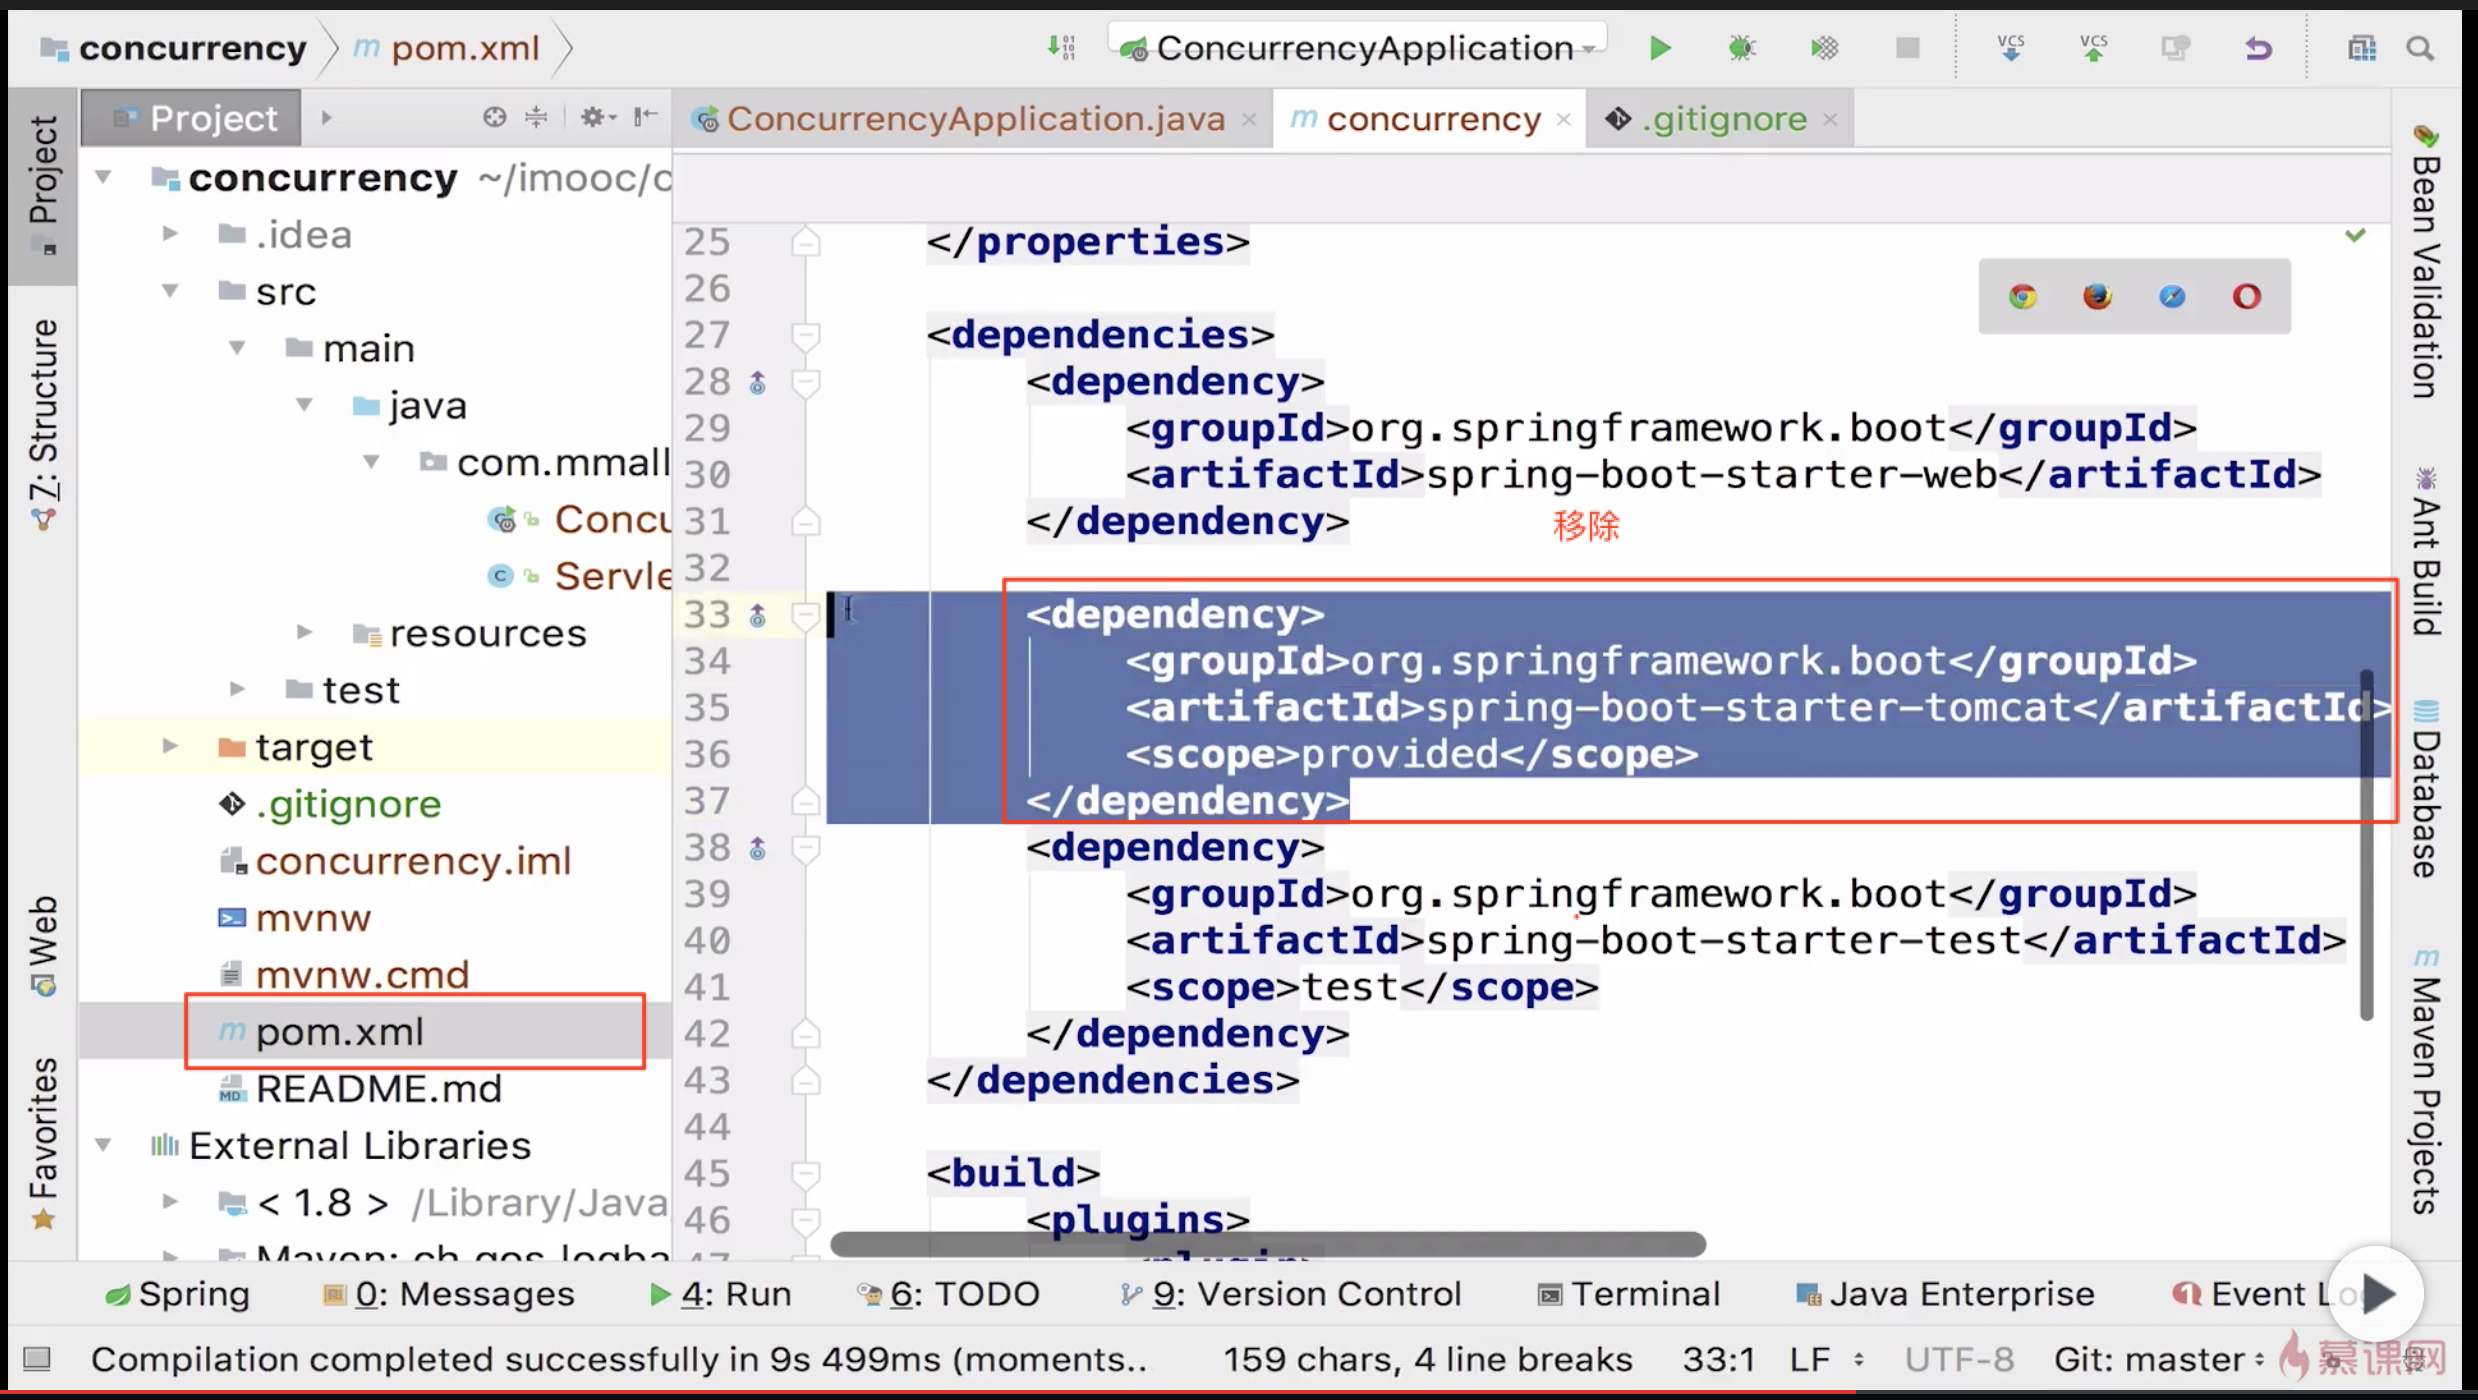 concurrency pom.xml
ConcurrencyApplication
VCS VCS
Project
ConcurrencyApplication.java
concurrency
.gitignore
Project
7: Structure
Web
Favorites
concurrency ~/imooc/c
.idea
src
main
java
com.mmall
Concu
Servle
resources
test
target
.gitignore
concurrency.iml
mvnw
mvnw.cmd
pom.xml
README.md
External Libraries
< 1.8 > /Library/Java
Maven: ch.qos.logba
25 </properties>
26
27 <dependencies>
28 <dependency>
29 <groupId>org.springframework.boot</groupId>
30 <artifactId>spring-boot-starter-web</artifactId>
31 </dependency>
移除
32
33 <dependency>
34 <groupId>org.springframework.boot</groupId>
35 <artifactId>spring-boot-starter-tomcat</artifactId>
36 <scope>provided</scope>
37 </dependency>
38 <dependency>
39 <groupId>org.springframework.boot</groupId>
40 <artifactId>spring-boot-starter-test</artifactId>
41 <scope>test</scope>
42 </dependency>
43 </dependencies>
44
45 <build>
46 <plugins>
47 <plugin>
Bean Validation
Ant Build
Database
Maven Projects
Spring
0: Messages
4: Run
6: TODO
9: Version Control
Terminal
Java Enterprise
Event Log
Compilation completed successfully in 9s 499ms (moments..
159 chars, 4 line breaks
33:1
LF
UTF-8
Git: master
慕课网